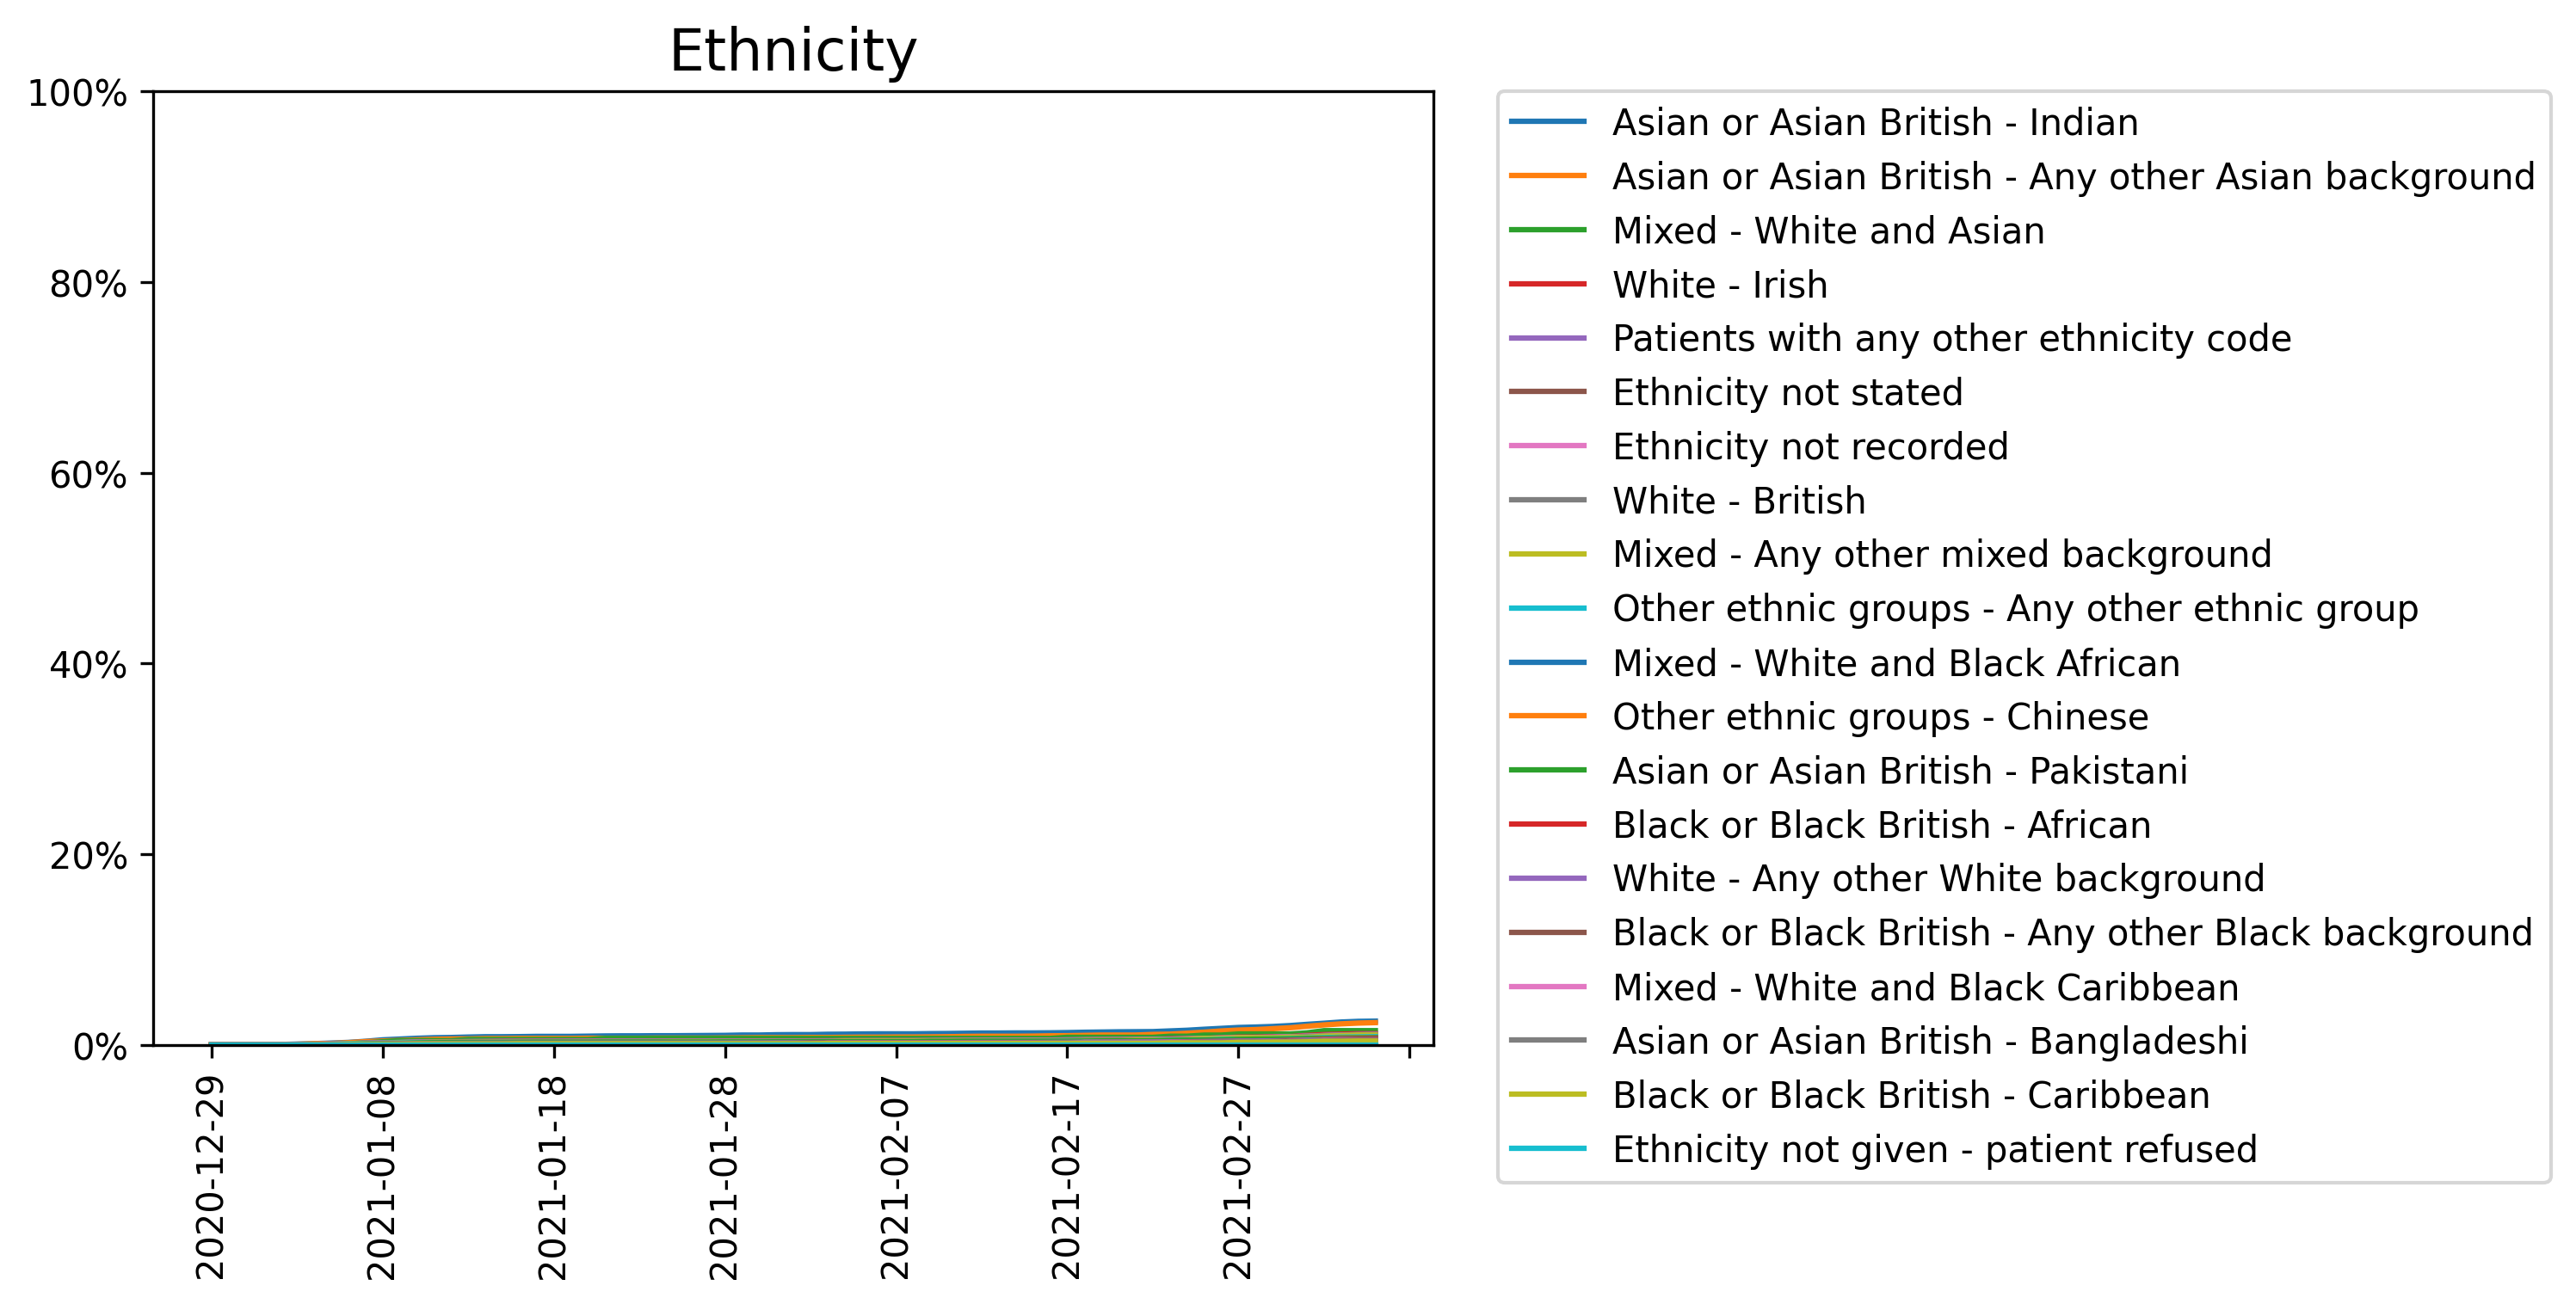 Ethnicity
100%
80%
60%
40%
20%
0%
2020-12-29
2021-01-08
2021-01-18
2021-01-28
2021-02-07
2021-02-17
2021-02-27
Asian or Asian British - Indian
Asian or Asian British - Any other Asian background
Mixed - White and Asian
White - Irish
Patients with any other ethnicity code
Ethnicity not stated
Ethnicity not recorded
White - British
Mixed - Any other mixed background
Other ethnic groups - Any other ethnic group
Mixed - White and Black African
Other ethnic groups - Chinese
Asian or Asian British - Pakistani
Black or Black British - African
White - Any other White background
Black or Black British - Any other Black background
Mixed - White and Black Caribbean
Asian or Asian British - Bangladeshi
Black or Black British - Caribbean
Ethnicity not given - patient refused